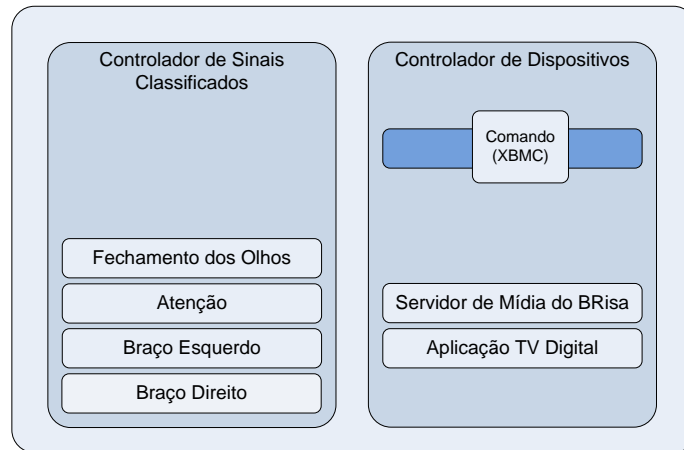 Controlador de Sinais
Classificados
Fechamento dos Olhos
Atenção
Braço Esquerdo
Braço Direito
Controlador de Dispositivos
Comando
(XBMC)
Servidor de Mídia do BRisa
Aplicação TV Digital